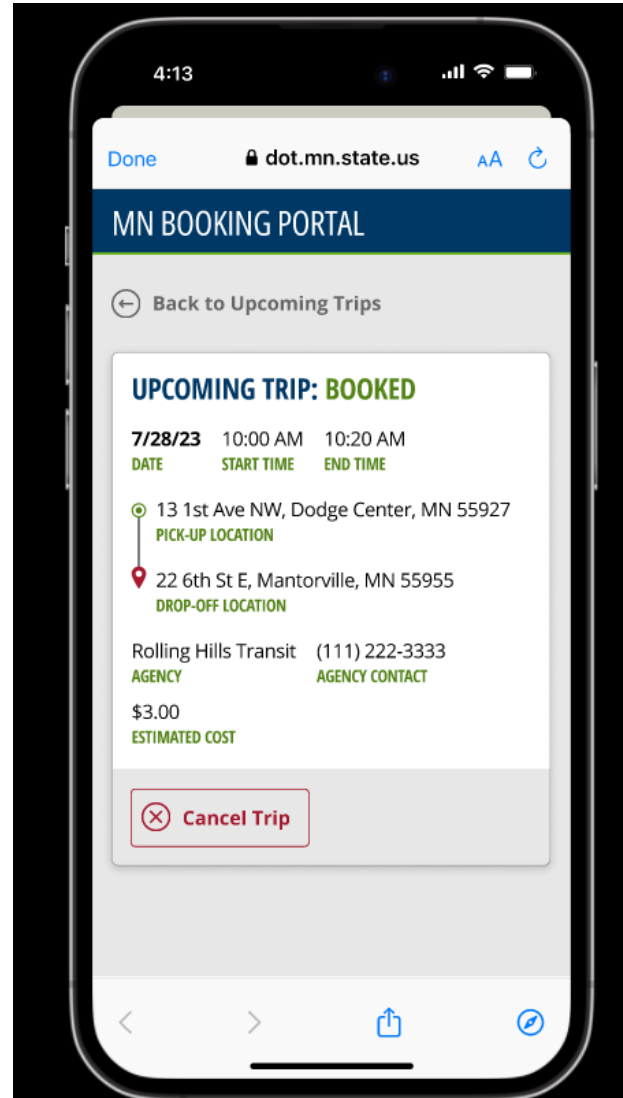 4:13
Done dot.mn.state.us AA
MN BOOKING PORTAL
Back to Upcoming Trips
UPCOMING TRIP: BOOKED
7/28/23 10:00 AM 10:20 AM
DATE START TIME END TIME
13 1st Ave NW, Dodge Center, MN 55927
PICK-UP LOCATION
22 6th St E, Mantorville, MN 55955
DROP-OFF LOCATION
Rolling Hills Transit (111) 222-3333
AGENCY AGENCY CONTACT
$3.00
ESTIMATED COST
Cancel Trip